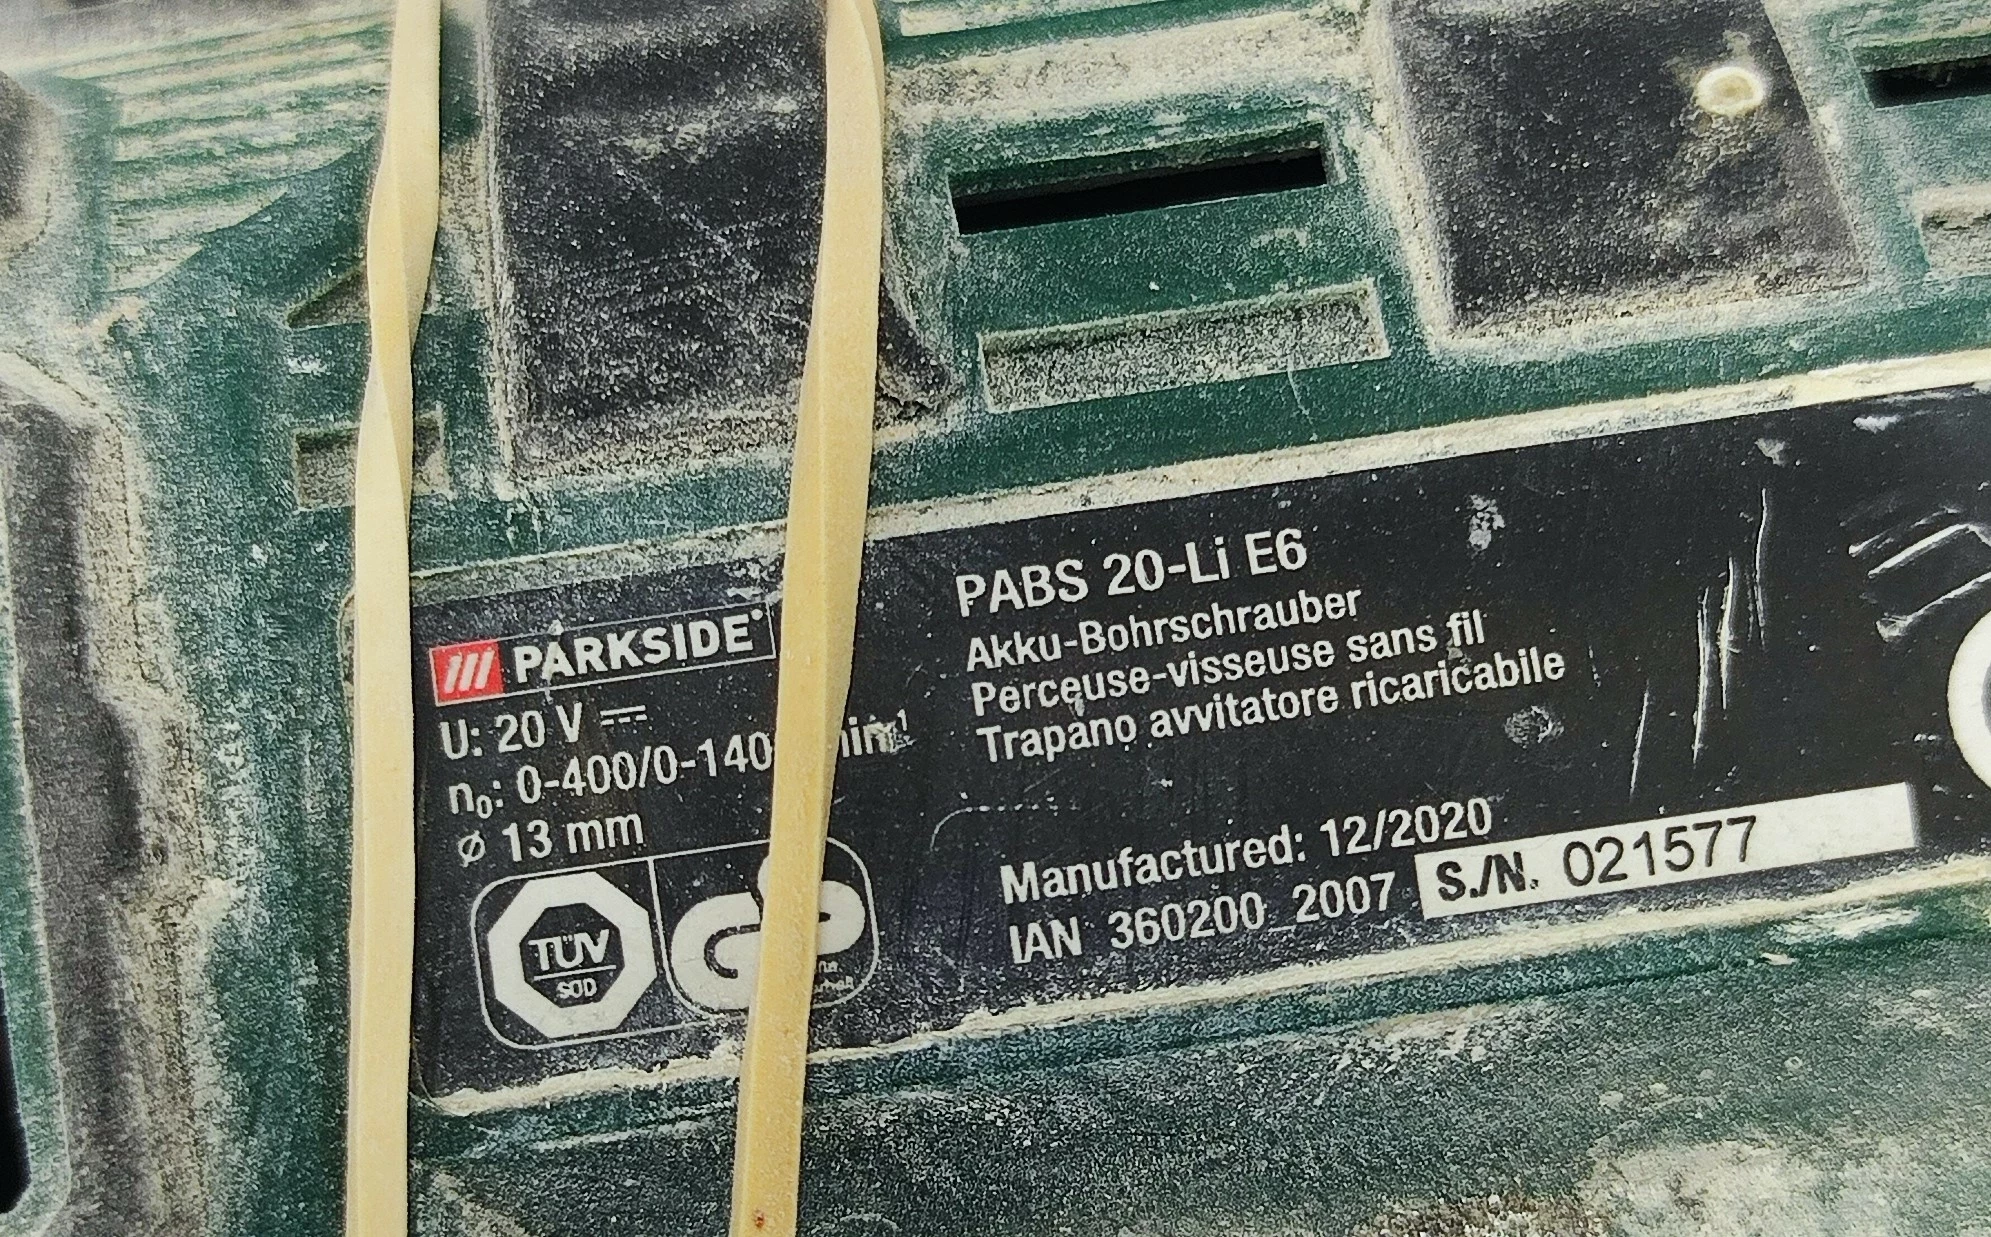 PARKSIDE
U: 20 V
n0: 0-400/0-140
ø 13 mm
TÜV
SÜD
PABS 20-Li E6
Akku-Bohrschrauber
Perceuse-visseuse sans fil
Trapano avvitatore ricaricabile
Manufactured: 12/2020
IAN 360200_2007 S./N. 021577